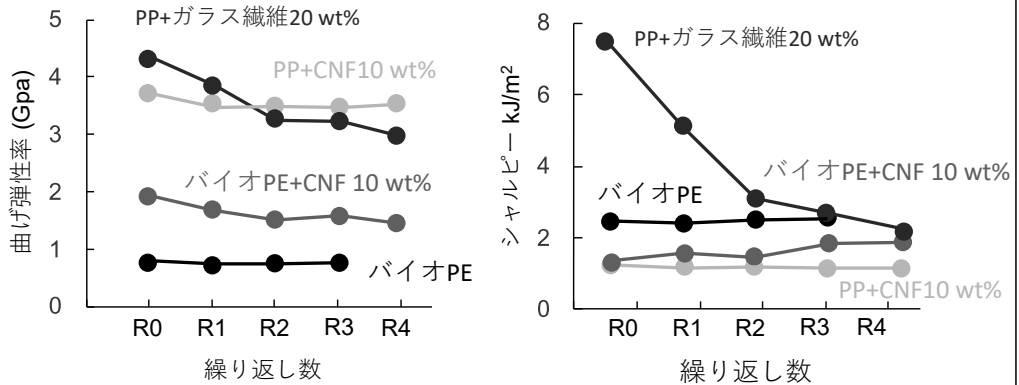 PP+ガラス繊維20 wt%
PP+CNF10 wt%
バイオPE+CNF 10 wt%
バイオPE
曲げ弾性率 (Gpa)
5
4
3
2
1
0
R0 R1 R2 R3 R4
繰り返し数
PP+ガラス繊維20 wt%
バイオPE+CNF 10 wt%
バイオPE
PP+CNF10 wt%
シャルピー kJ/m²
8
6
4
2
0
R0 R1 R2 R3 R4
繰り返し数